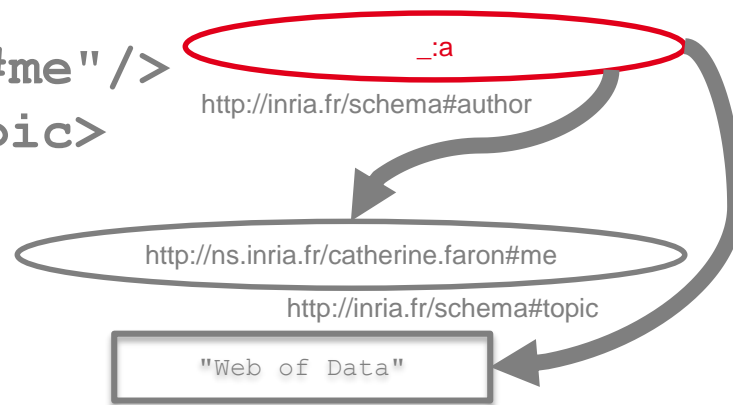 _:a
#me"/>
http://inria.fr/schema#author
pic>
http://ns.inria.fr/catherine.faron#me
http://inria.fr/schema#topic
"Web of Data"